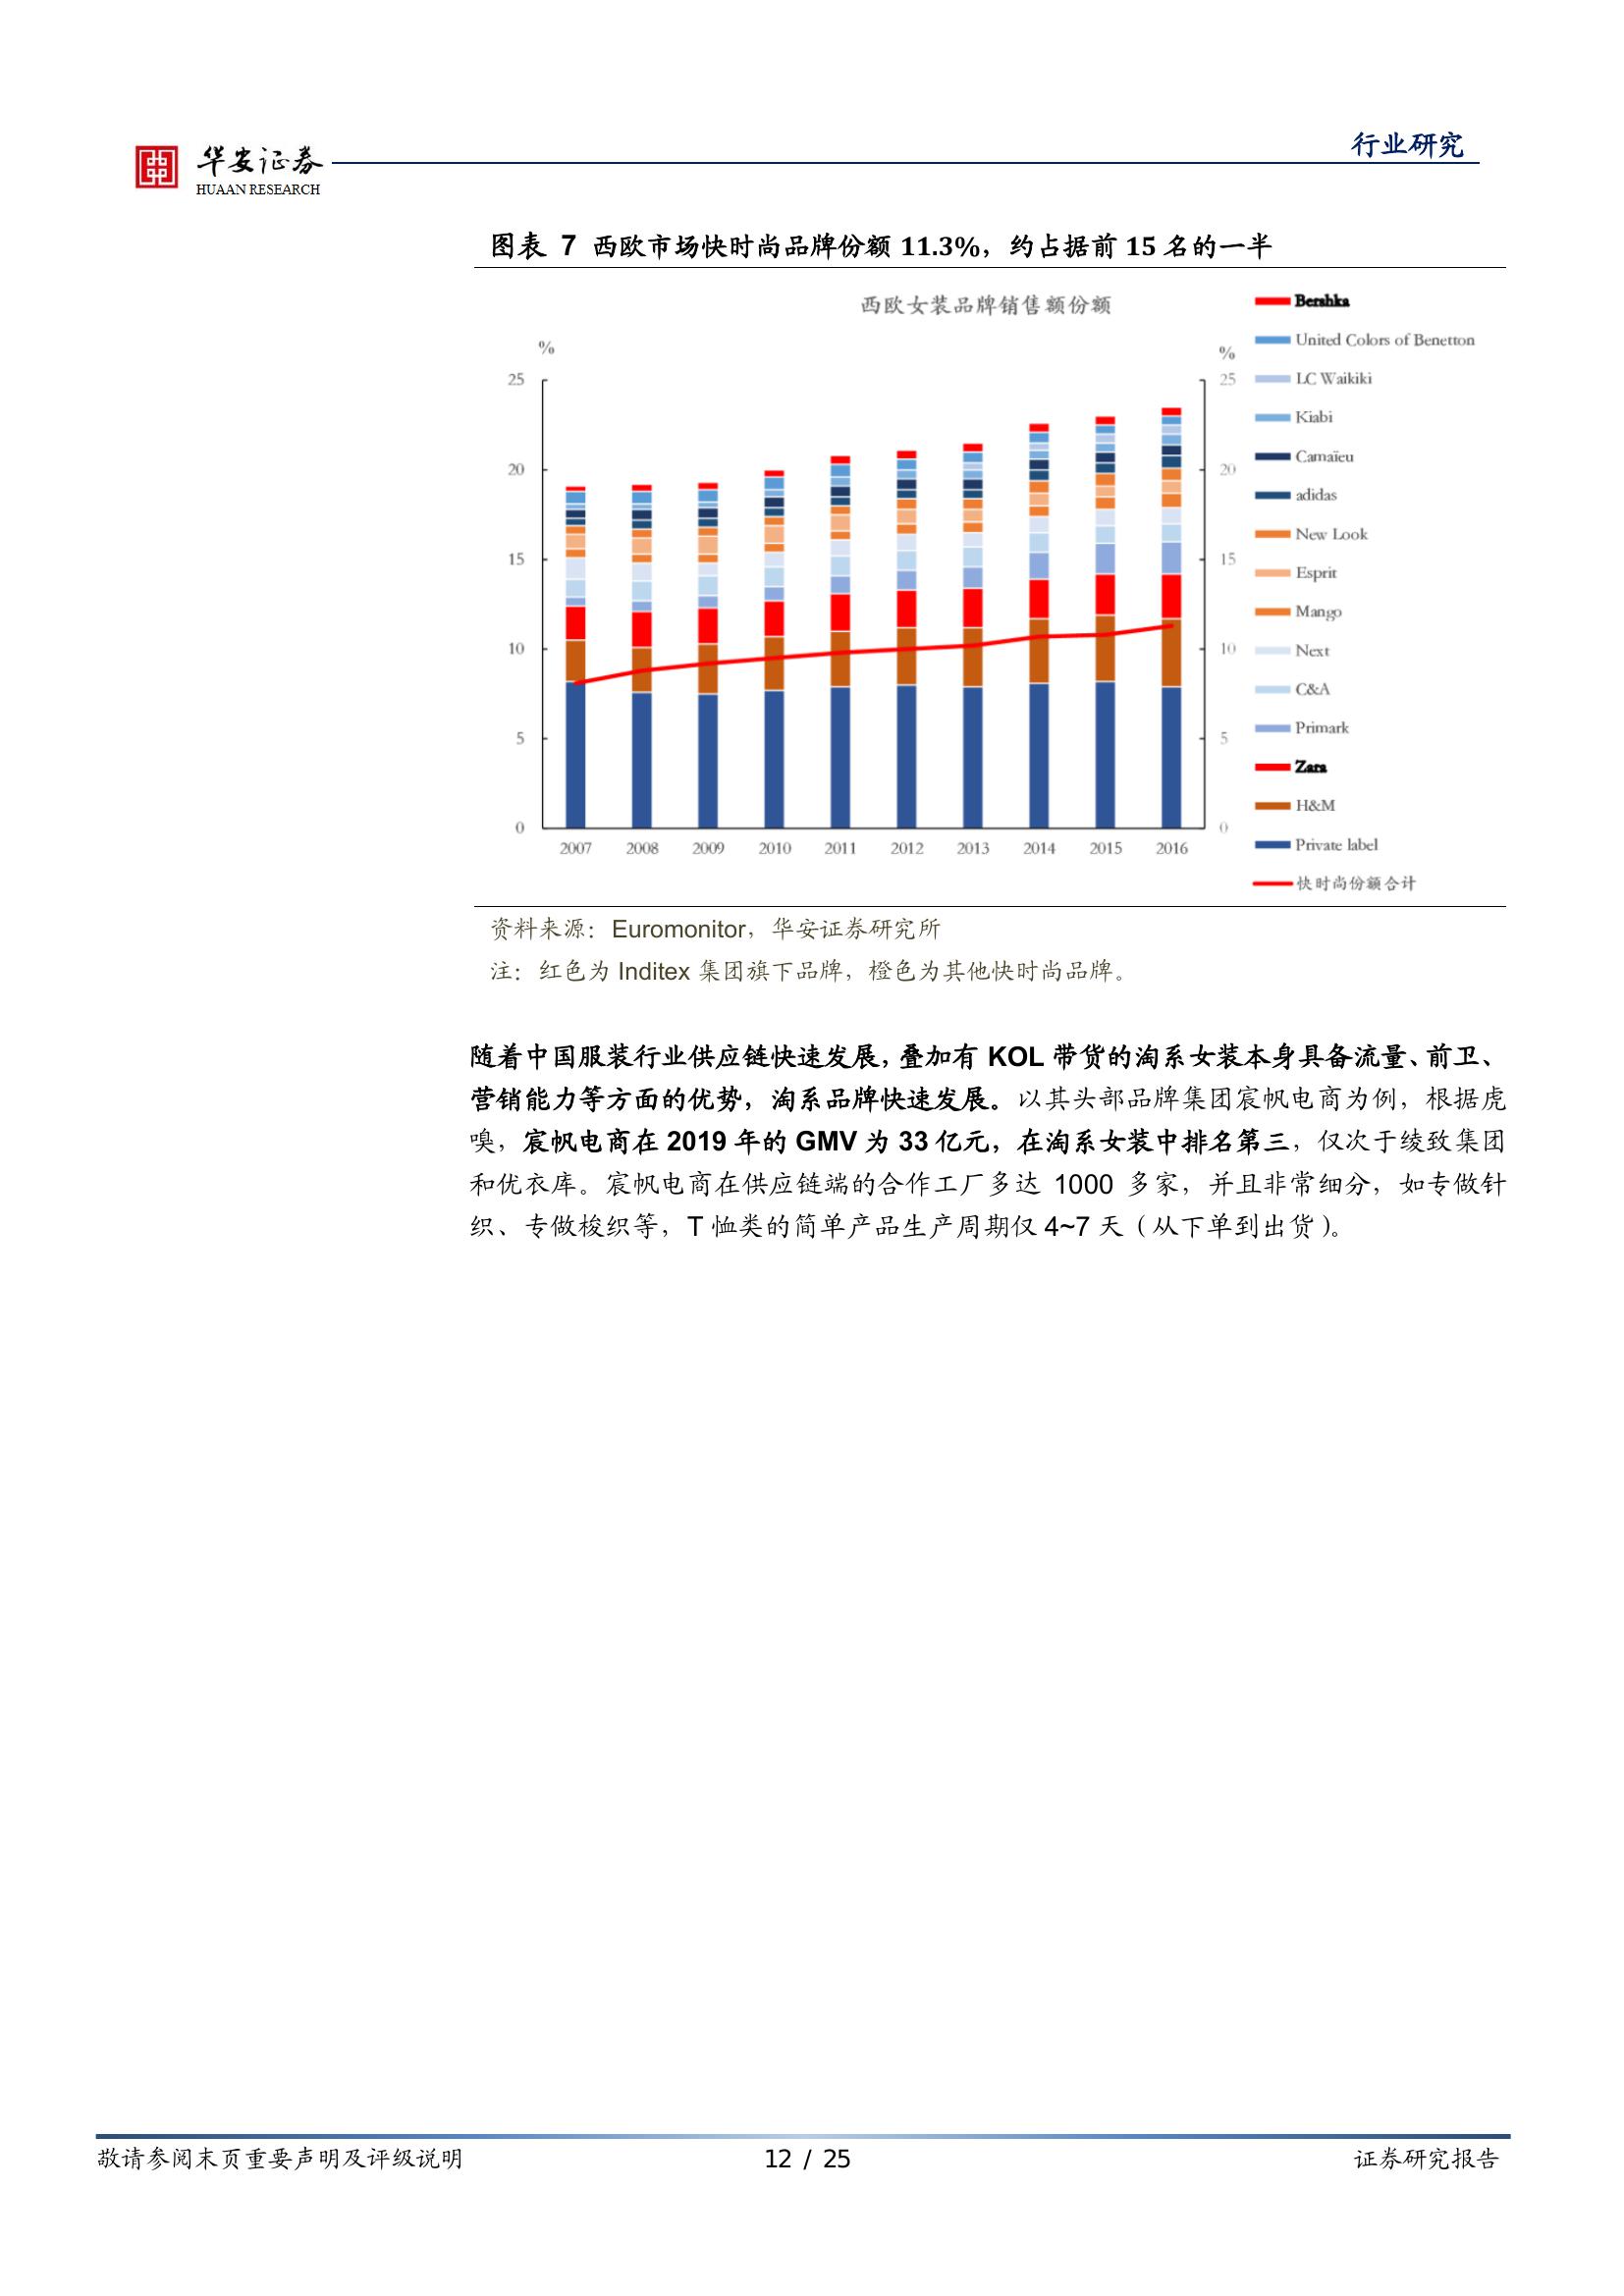 华安证券
HUAAN RESEARCH
行业研究
图表 7 西欧市场快时尚品牌份额 11.3%，约占据前 15 名的一半
西欧女装品牌销售额份额
%
%
25
20
15
10
5
0
25
20
15
10
5
0
2007 2008 2009 2010 2011 2012 2013 2014 2015 2016
Bershka
United Colors of Benetton
LC Waikiki
Kiabi
Camaïeu
adidas
New Look
Esprit
Mango
Next
C&A
Primark
Zara
H&M
Private label
快时尚份额合计
资料来源：Euromonitor，华安证券研究所
注：红色为 Inditex 集团旗下品牌，橙色为其他快时尚品牌。
随着中国服装行业供应链快速发展，叠加有 KOL 带货的淘系女装本身具备流量、前卫、
营销能力等方面的优势，淘系品牌快速发展。以其头部品牌集团宸帆电商为例，根据虎
嗅，宸帆电商在 2019 年的 GMV 为 33 亿元，在淘系女装中排名第三，仅次于绫致集团
和优衣库。宸帆电商在供应链端的合作工厂多达 1000 多家，并且非常细分，如专做针
织、专做梭织等，T 恤类的简单产品生产周期仅 4~7 天（从下单到出货）。
敬请参阅末页重要声明及评级说明
12 / 25
证券研究报告